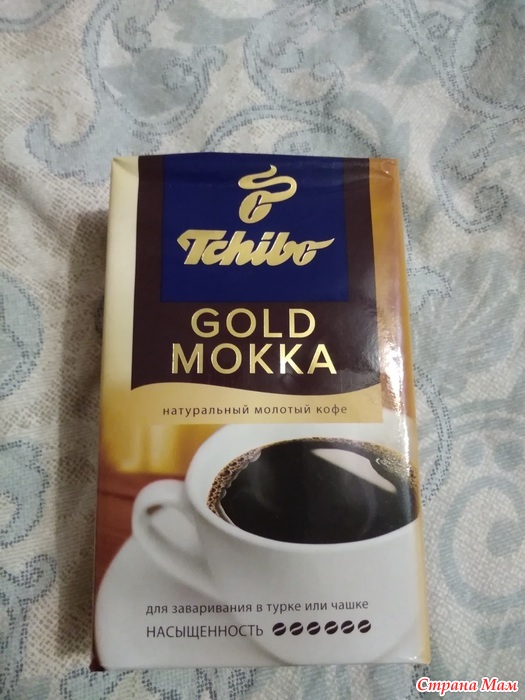 Tchibo
GOLD
MOKKA
натуральный молотый кофе
для заваривания в турке или чашке
НАСЫЩЕННОСТЬ
Страна Мам